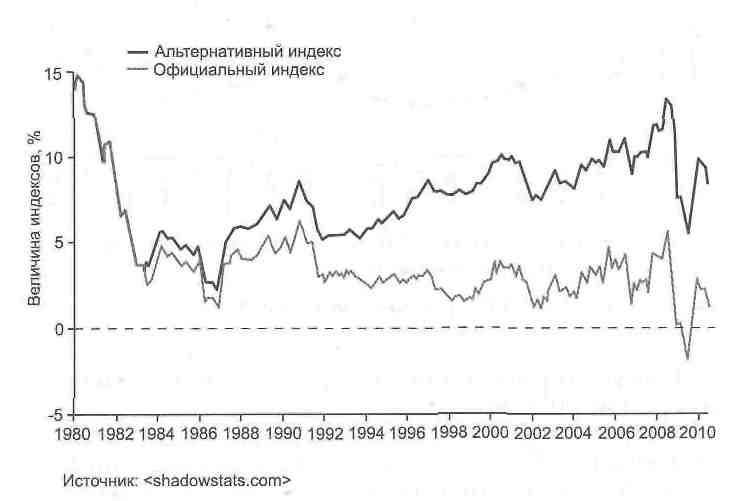 Альтернативный индекс
Официальный индекс
Величина индексов, %
15
10
5
0
-5
1980 1982 1984 1986 1988 1990 1992 1994 1996 1998 2000 2002 2004 2006 2008 2010
Источник: <shadowstats.com>